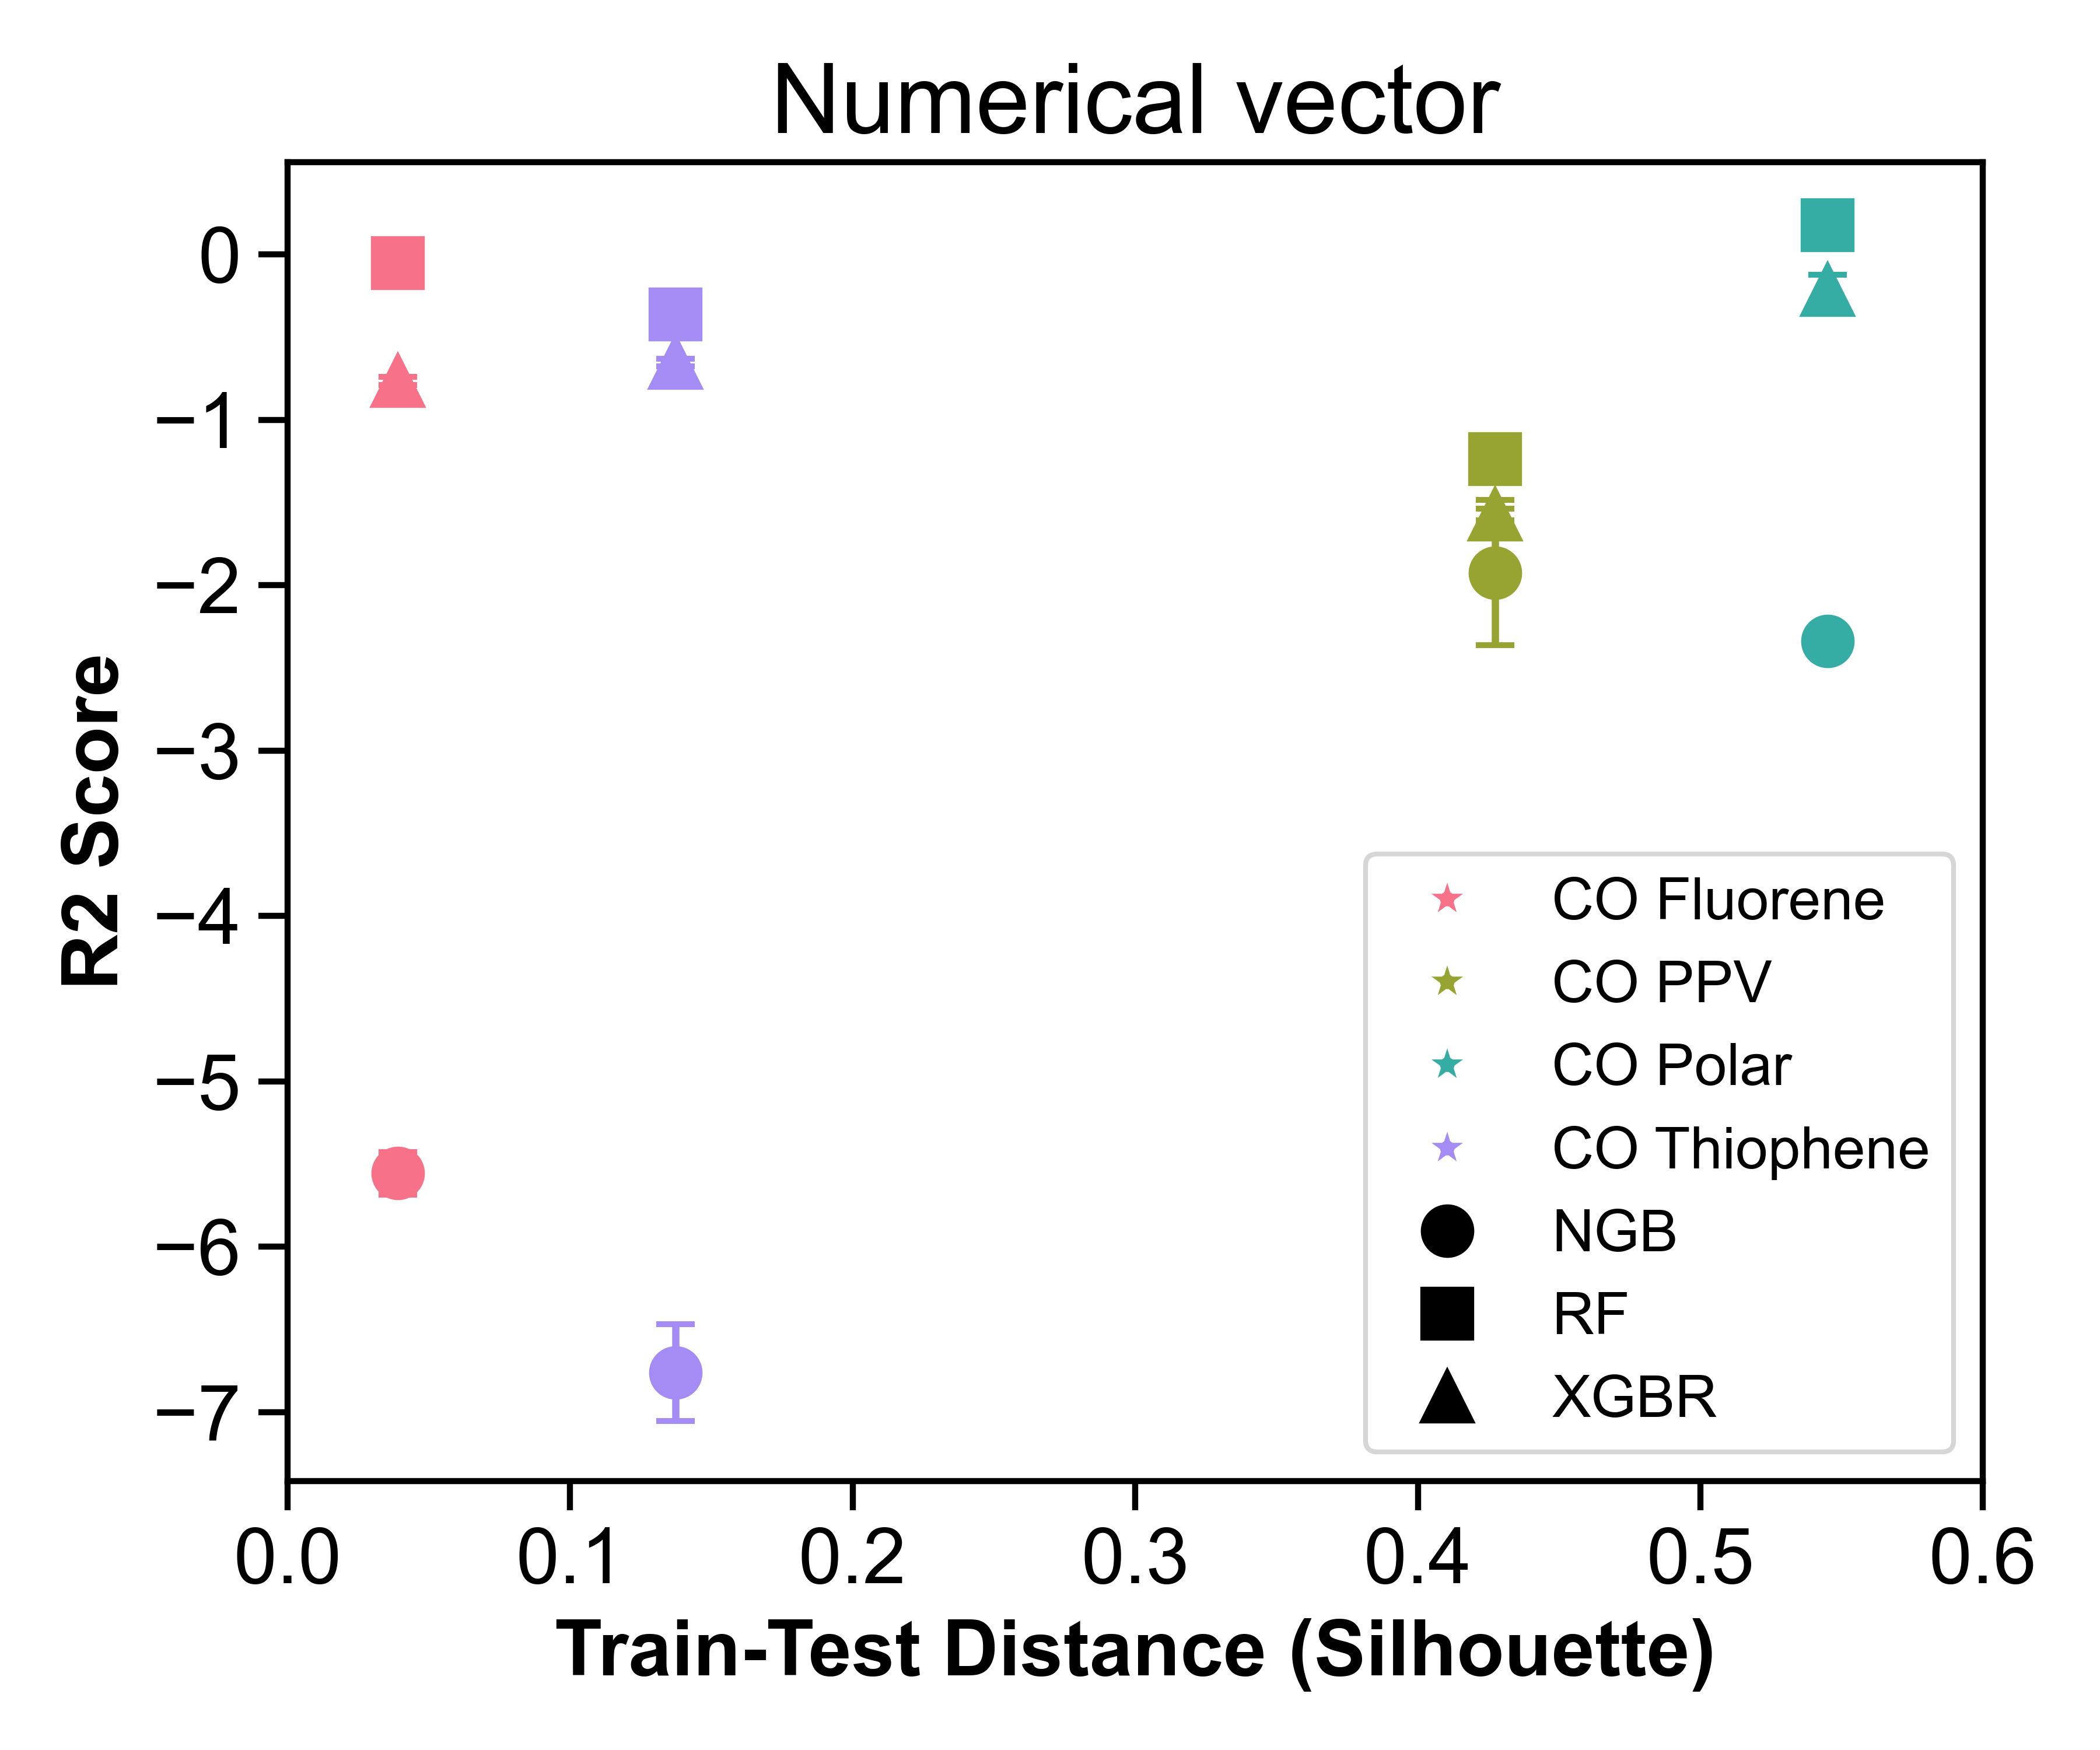 Numerical vector
0
−1
−2
−3
−4
−5
−6
−7
R2 Score
CO Fluorene
CO PPV
CO Polar
CO Thiophene
NGB
RF
XGBR
0.0 0.1 0.2 0.3 0.4 0.5 0.6
Train-Test Distance (Silhouette)